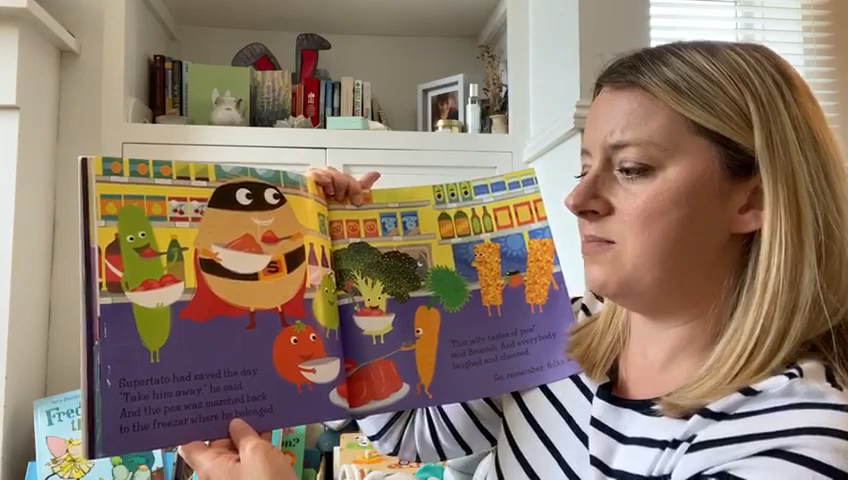 Supertato had saved the day.
"Take him away," he said.
And the pea was marched back
to the freezer where he belonged.
"This jelly tastes of pea!"
said Broccoli. And everybody
laughed and cheered.
So, remember, folks
Fred